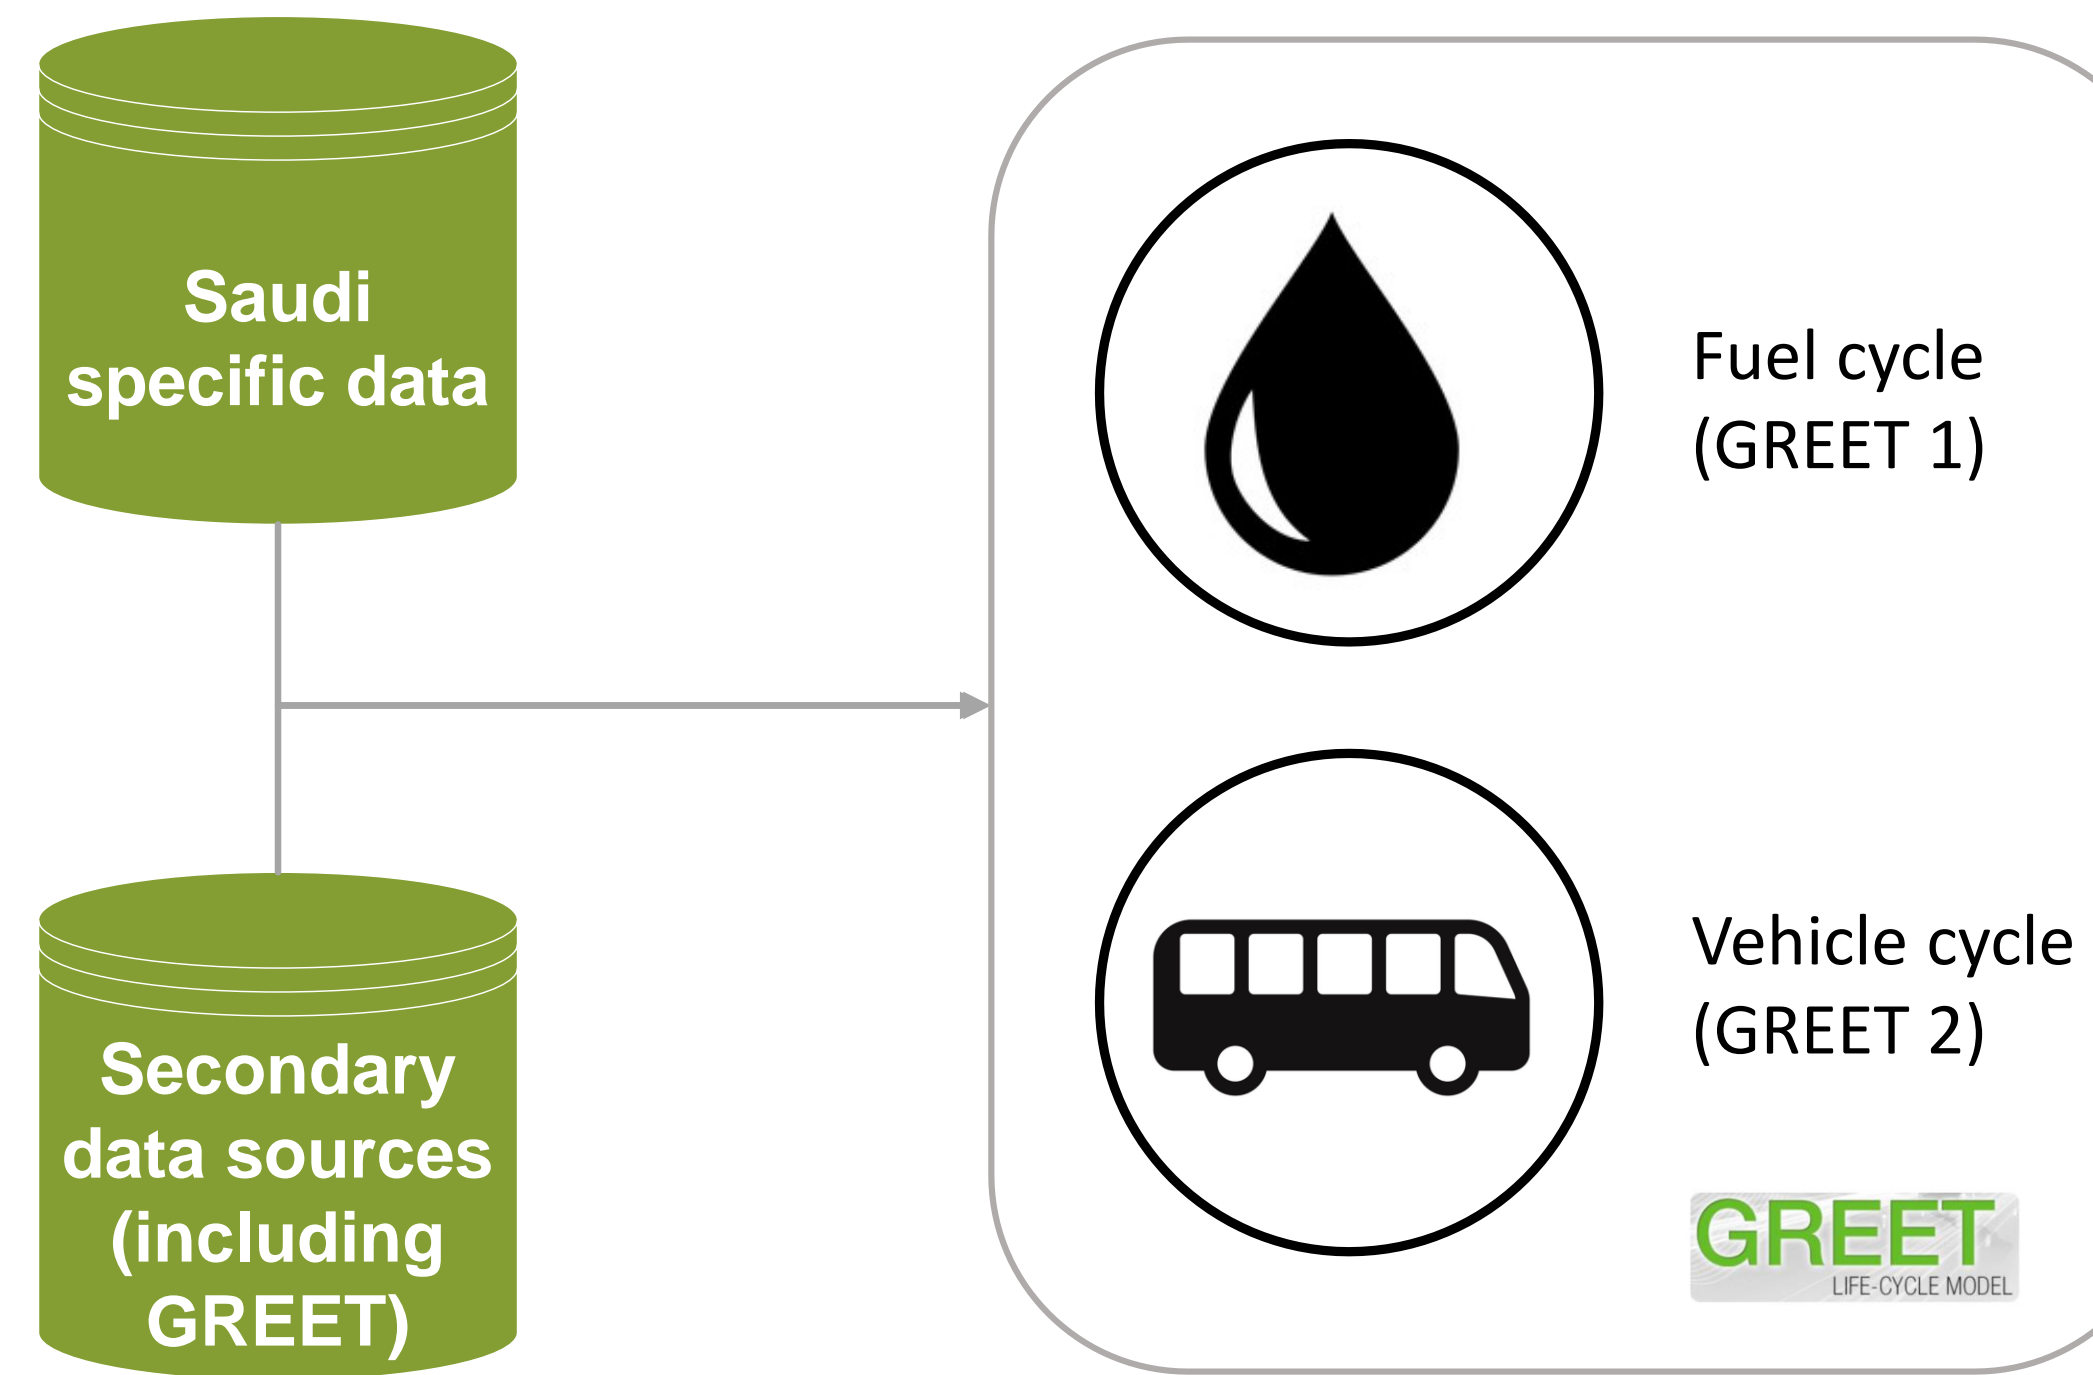 Saudi
specific data
Secondary
data sources
(including
GREET)
Fuel cycle
(GREET 1)
Vehicle cycle
(GREET 2)
GREET
LIFE-CYCLE MODEL